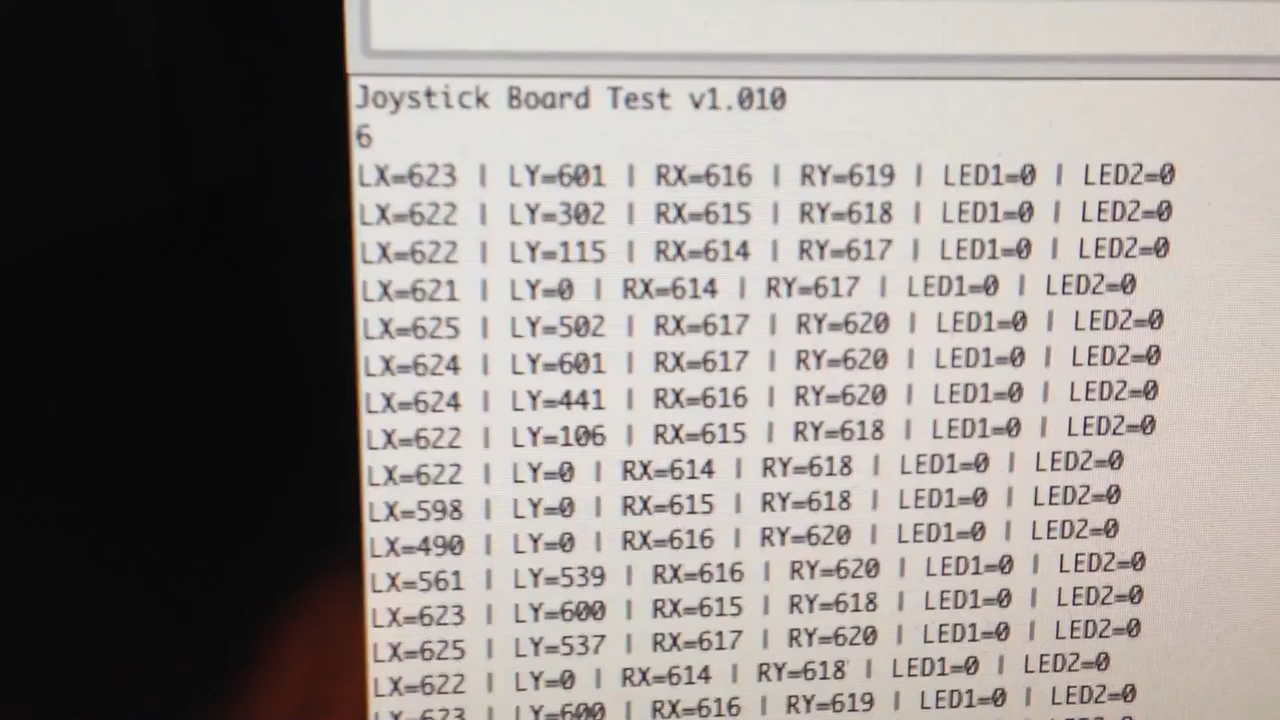 Joystick Board Test v1.010
6
LX=623 | LY=601 | RX=616 | RY=619 | LED1=0 | LED2=0
LX=622 | LY=302 | RX=615 | RY=618 | LED1=0 | LED2=0
LX=622 | LY=115 | RX=614 | RY=617 | LED1=0 | LED2=0
LX=621 | LY=0 | RX=614 | RY=617 | LED1=0 | LED2=0
LX=625 | LY=502 | RX=617 | RY=620 | LED1=0 | LED2=0
LX=624 | LY=601 | RX=617 | RY=620 | LED1=0 | LED2=0
LX=624 | LY=441 | RX=616 | RY=620 | LED1=0 | LED2=0
LX=622 | LY=106 | RX=615 | RY=618 | LED1=0 | LED2=0
LX=622 | LY=0 | RX=614 | RY=618 | LED1=0 | LED2=0
LX=598 | LY=0 | RX=615 | RY=618 | LED1=0 | LED2=0
LX=490 | LY=0 | RX=616 | RY=620 | LED1=0 | LED2=0
LX=561 | LY=539 | RX=616 | RY=620 | LED1=0 | LED2=0
LX=623 | LY=600 | RX=615 | RY=618 | LED1=0 | LED2=0
LX=625 | LY=537 | RX=617 | RY=620 | LED1=0 | LED2=0
LX=622 | LY=0 | RX=614 | RY=618 | LED1=0 | LED2=0
LX=623 | LY=600 | RX=616 | RY=619 | LED1=0 | LED2=0